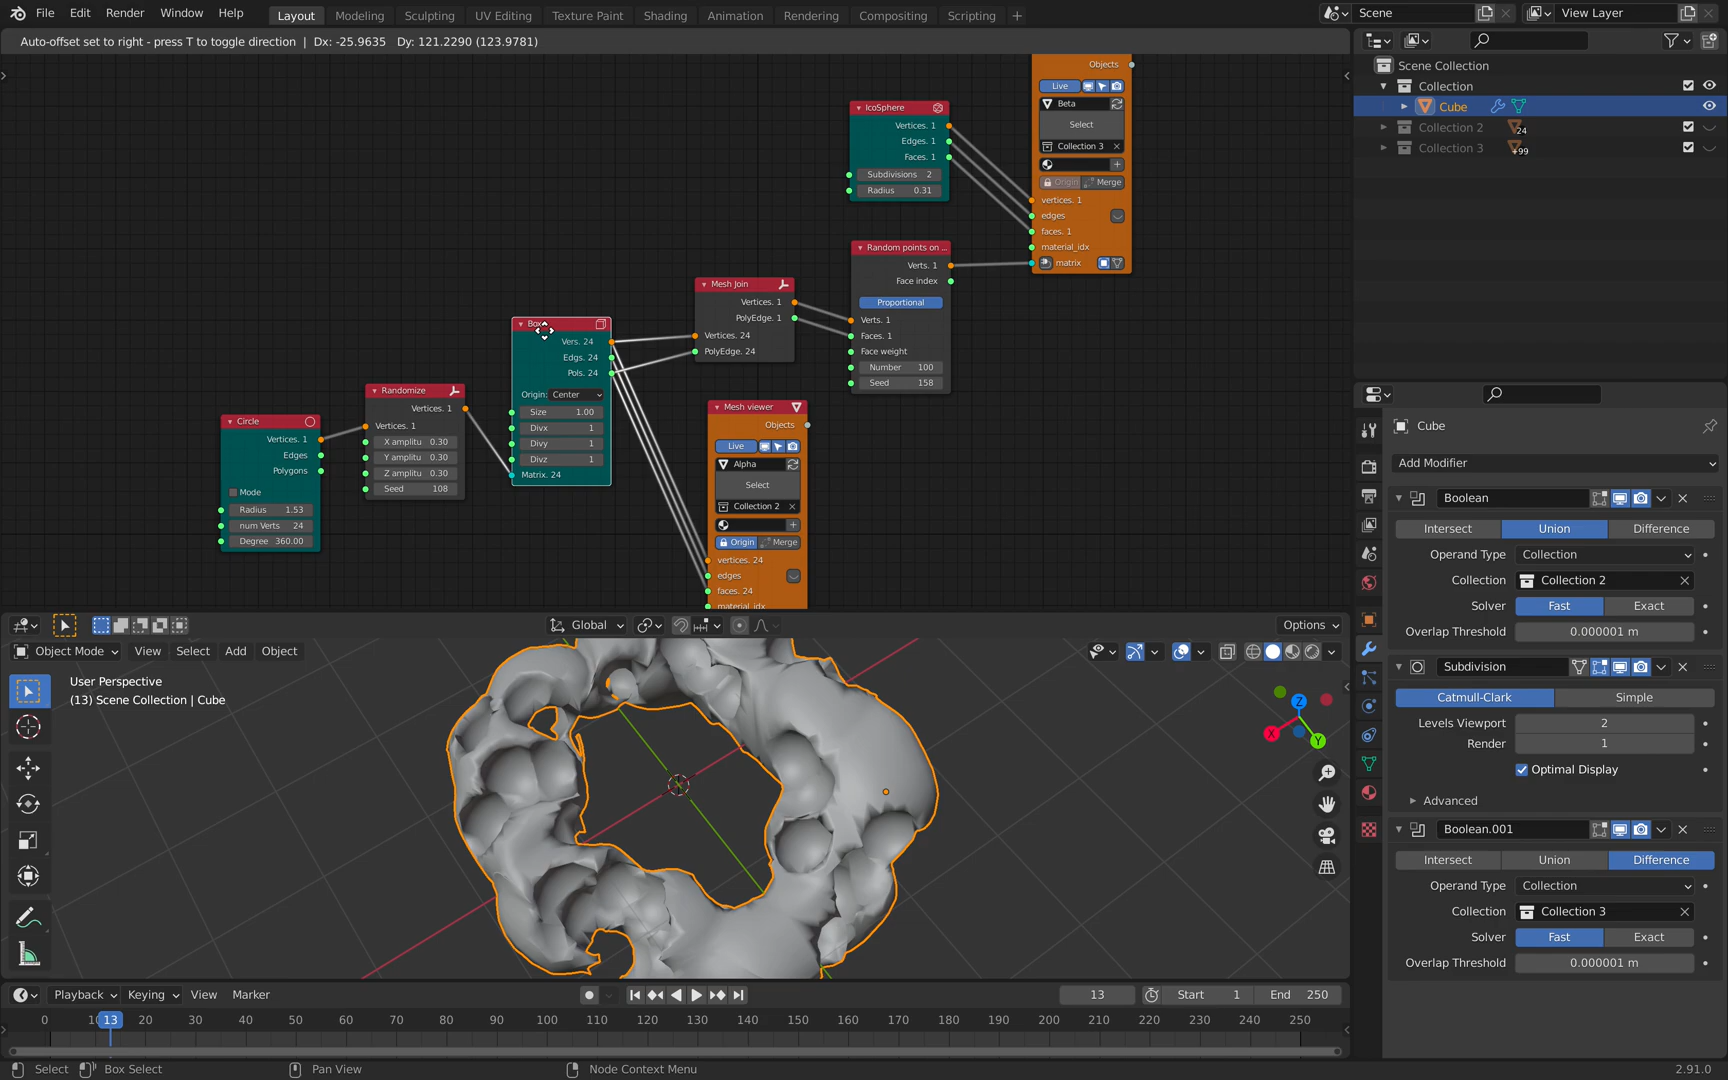 File Edit Render Window Help
Layout Modeling Sculpting UV Editing Texture Paint Shading Animation Rendering Compositing Scripting +
Scene
View Layer
Auto-offset set to right - press T to toggle direction | Dx: -25.9635 Dy: 121.2290 (123.9781)
Objects
Live
Beta
Select
Collection 3
Origin Merge
vertices. 1
edges
faces. 1
material_idx
matrix
IcoSphere
Vertices. 1
Edges. 1
Faces. 1
Subdivisions 2
Radius 0.31
Random points on ...
Verts. 1
Face index
Proportional
Verts. 1
Faces. 1
Face weight
Number 100
Seed 158
Mesh Join
Vertices. 1
PolyEdge. 1
Vertices. 24
PolyEdge. 24
Box
Vers. 24
Edgs. 24
Pols. 24
Origin: Center
Size 1.00
Divx 1
Divy 1
Divz 1
Matrix. 24
Randomize
Vertices. 1
Vertices. 1
X amplitu 0.30
Y amplitu 0.30
Z amplitu 0.30
Seed 108
Circle
Vertices. 1
Edges
Polygons
Mode
Radius 1.53
num Verts 24
Degree 360.00
Mesh viewer
Objects
Live
Alpha
Select
Collection 2
Origin Merge
vertices. 24
edges
faces. 24
material_idx
Global
Options
Object Mode View Select Add Object
User Perspective
(13) Scene Collection | Cube
Z
X
Y
Playback Keying View Marker
13
Start 1
End 250
0 10 13 20 30 40 50 60 70 80 90 100 110 120 130 140 150 160 170 180 190 200 210 220 230 240 250
Select Box Select Pan View Node Context Menu 2.91.0
Scene Collection
Collection
Cube
Collection 2 24
Collection 3 +99
Cube
Add Modifier
Boolean
Intersect Union Difference
Operand Type Collection
Collection Collection 2
Solver Fast Exact
Overlap Threshold 0.000001 m
Subdivision
Catmull-Clark Simple
Levels Viewport 2
Render 1
Optimal Display
Advanced
Boolean.001
Intersect Union Difference
Operand Type Collection
Collection Collection 3
Solver Fast Exact
Overlap Threshold 0.000001 m